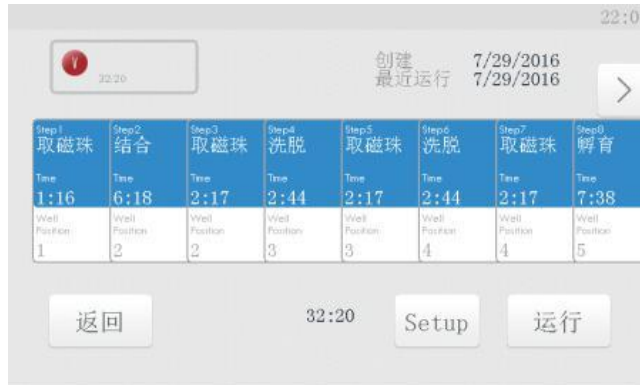 22:0
V
32:20
创建 7/29/2016
最近运行 7/29/2016
Step1 Step2 Step3 Step4 Step5 Step6 Step7 Step8
取磁珠 结合 取磁珠 洗脱 取磁珠 洗脱 取磁珠 孵育
Time Time Time Time Time Time Time Time
1:16 6:18 2:17 2:44 2:17 2:44 2:17 7:38
Well Well Well Well Well Well Well Well
Position Position Position Position Position Position Position Position
1 2 2 3 3 4 4 5
返回 32:20 Setup 运行